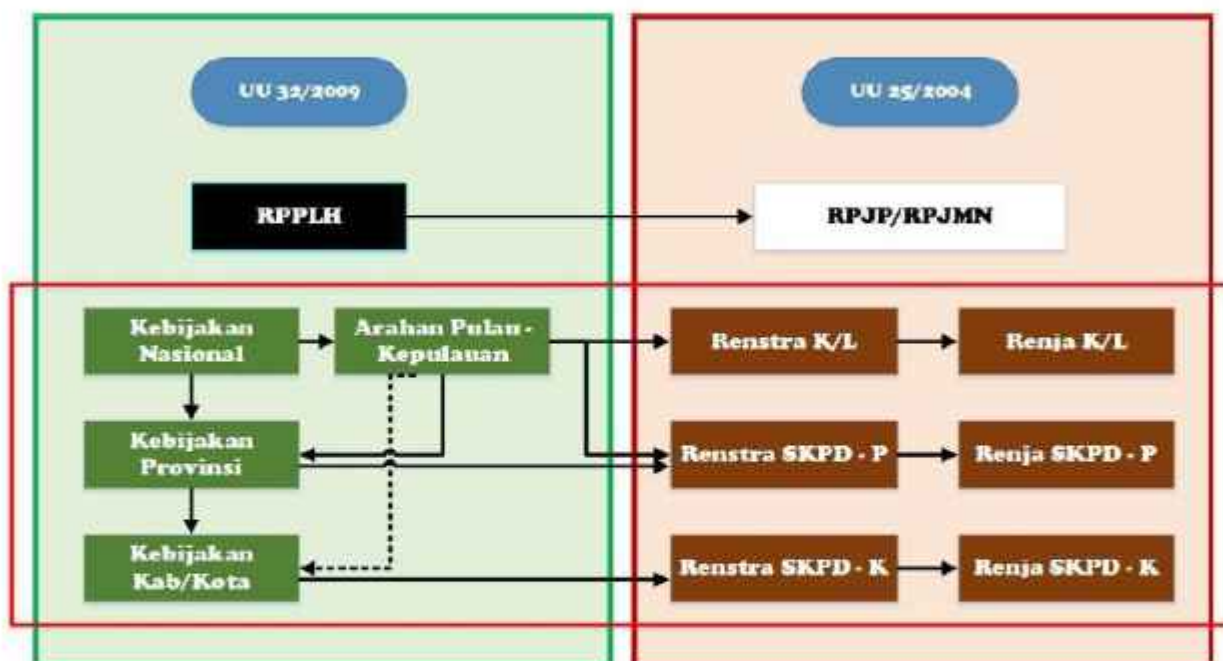 UU 32/2009
UU 25/2004
RPPLH
RPJP/RPJMN
Kebijakan
Nasional
Arahan Pulau -
Kepulauan
Renstra K/L
Renja K/L
Kebijakan
Provinsi
Renstra SKPD - P
Renja SKPD - P
Kebijakan
Kab/Kota
Renstra SKPD - K
Renja SKPD - K